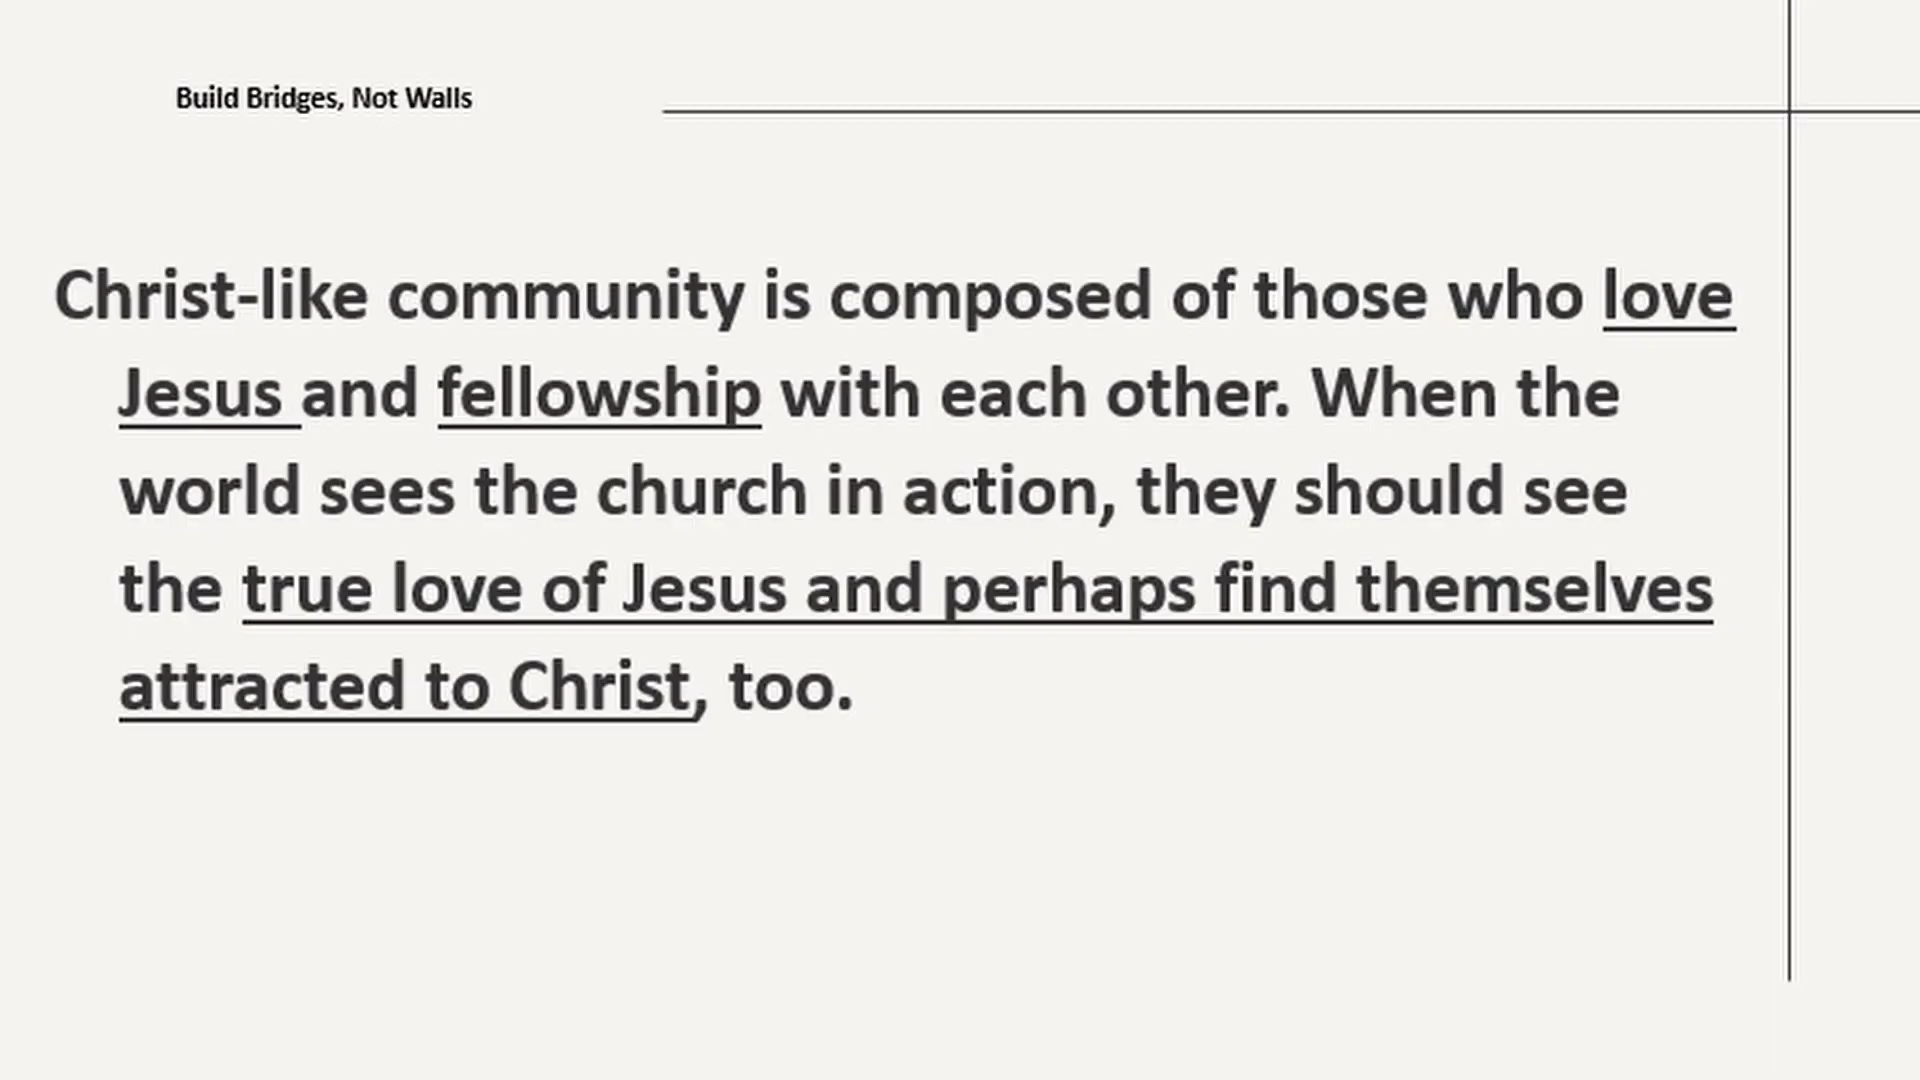 Build Bridges, Not Walls
Christ-like community is composed of those who love
Jesus and fellowship with each other. When the
world sees the church in action, they should see
the true love of Jesus and perhaps find themselves
attracted to Christ, too.